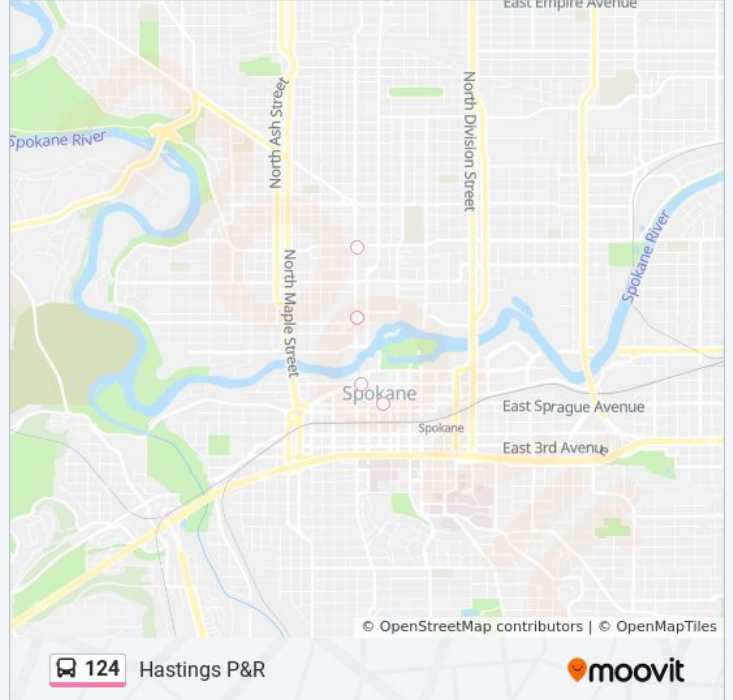 East Empire Avenue
North Ash Street
North Division Street
Spokane River
Spokane River
North Maple Street
Spokane
East Sprague Avenue
Spokane
East 3rd Avenue
© OpenStreetMap contributors | © OpenMapTiles
124 Hastings P&R
moovit